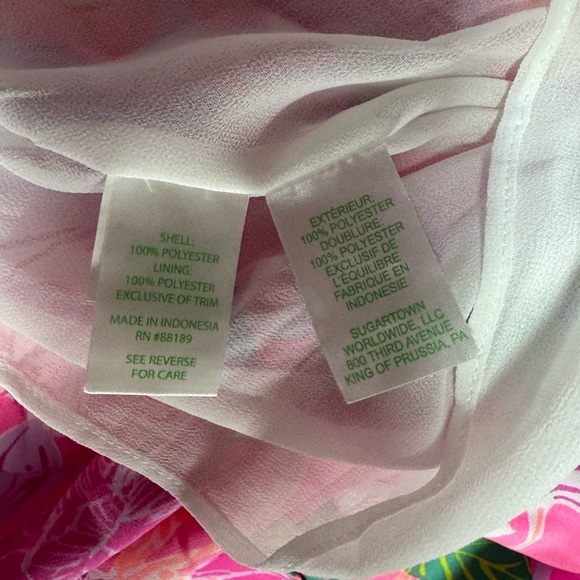 SHELL:
100% POLYESTER
LINING:
100% POLYESTER
EXCLUSIVE OF TRIM
MADE IN INDONESIA
RN #88189
SEE REVERSE
FOR CARE
EXTÉRIEUR:
100% POLYESTER
DOUBLURE:
100% POLYESTER
EXCLUSIF DE
L'ÉQUILIBRE
FABRIQUE EN
INDONESIE
SUGARTOWN
WORLDWIDE, LLC
800 THIRD AVENUE
KING OF PRUSSIA, PA